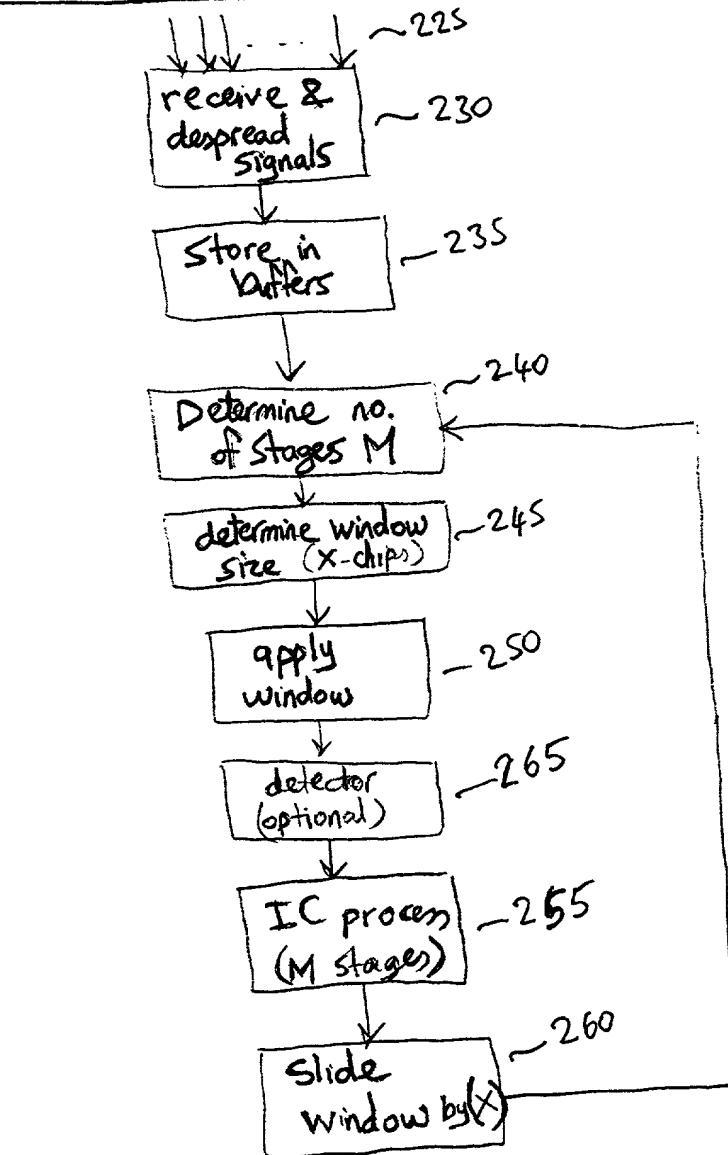 225
receive &
despread
signals
230
Store in
buffers
235
240
Determine no.
of stages M
determine window
size (X-chips)
245
apply
window
250
detector
(optional)
265
IC process
(M stages)
255
Slide
window by (X)
260